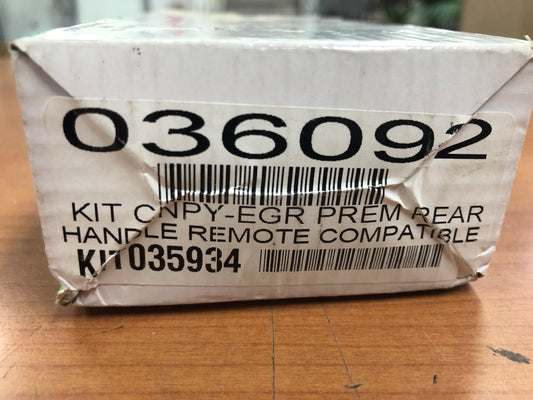 036092
KIT CNPY-EGR PREM REAR
HANDLE REMOTE COMPATIBLE
KIT035934